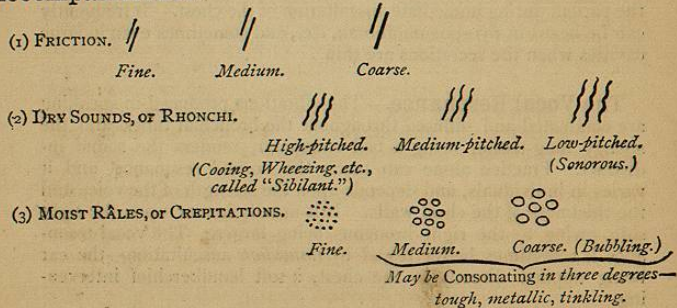 (1) FRICTION.
Fine. Medium. Coarse.
(2) DRY SOUNDS, or RHONCHI.
High-pitched. Medium-pitched. Low-pitched.
(Cooing, Wheezing, etc., (Sonorous.)
called "Sibilant.")
(3) MOIST RÂLES, or CREPITATIONS.
Fine. Medium. Coarse. (Bubbling.)
May be Consonating in three degrees—
tough, metallic, tinkling.